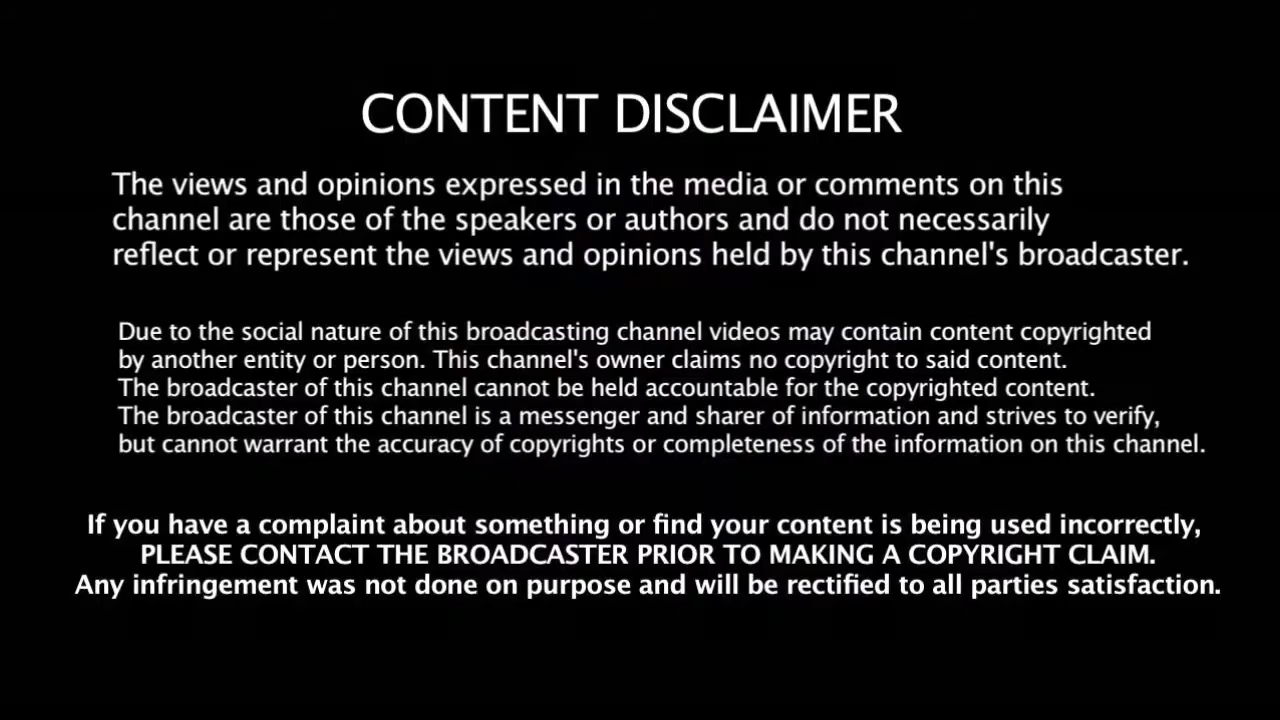 CONTENT DISCLAIMER
The views and opinions expressed in the media or comments on this
channel are those of the speakers or authors and do not necessarily
reflect or represent the views and opinions held by this channel's broadcaster.
Due to the social nature of this broadcasting channel videos may contain content copyrighted
by another entity or person. This channel's owner claims no copyright to said content.
The broadcaster of this channel cannot be held accountable for the copyrighted content.
The broadcaster of this channel is a messenger and sharer of information and strives to verify,
but cannot warrant the accuracy of copyrights or completeness of the information on this channel.
If you have a complaint about something or find your content is being used incorrectly,
PLEASE CONTACT THE BROADCASTER PRIOR TO MAKING A COPYRIGHT CLAIM.
Any infringement was not done on purpose and will be rectified to all parties satisfaction.